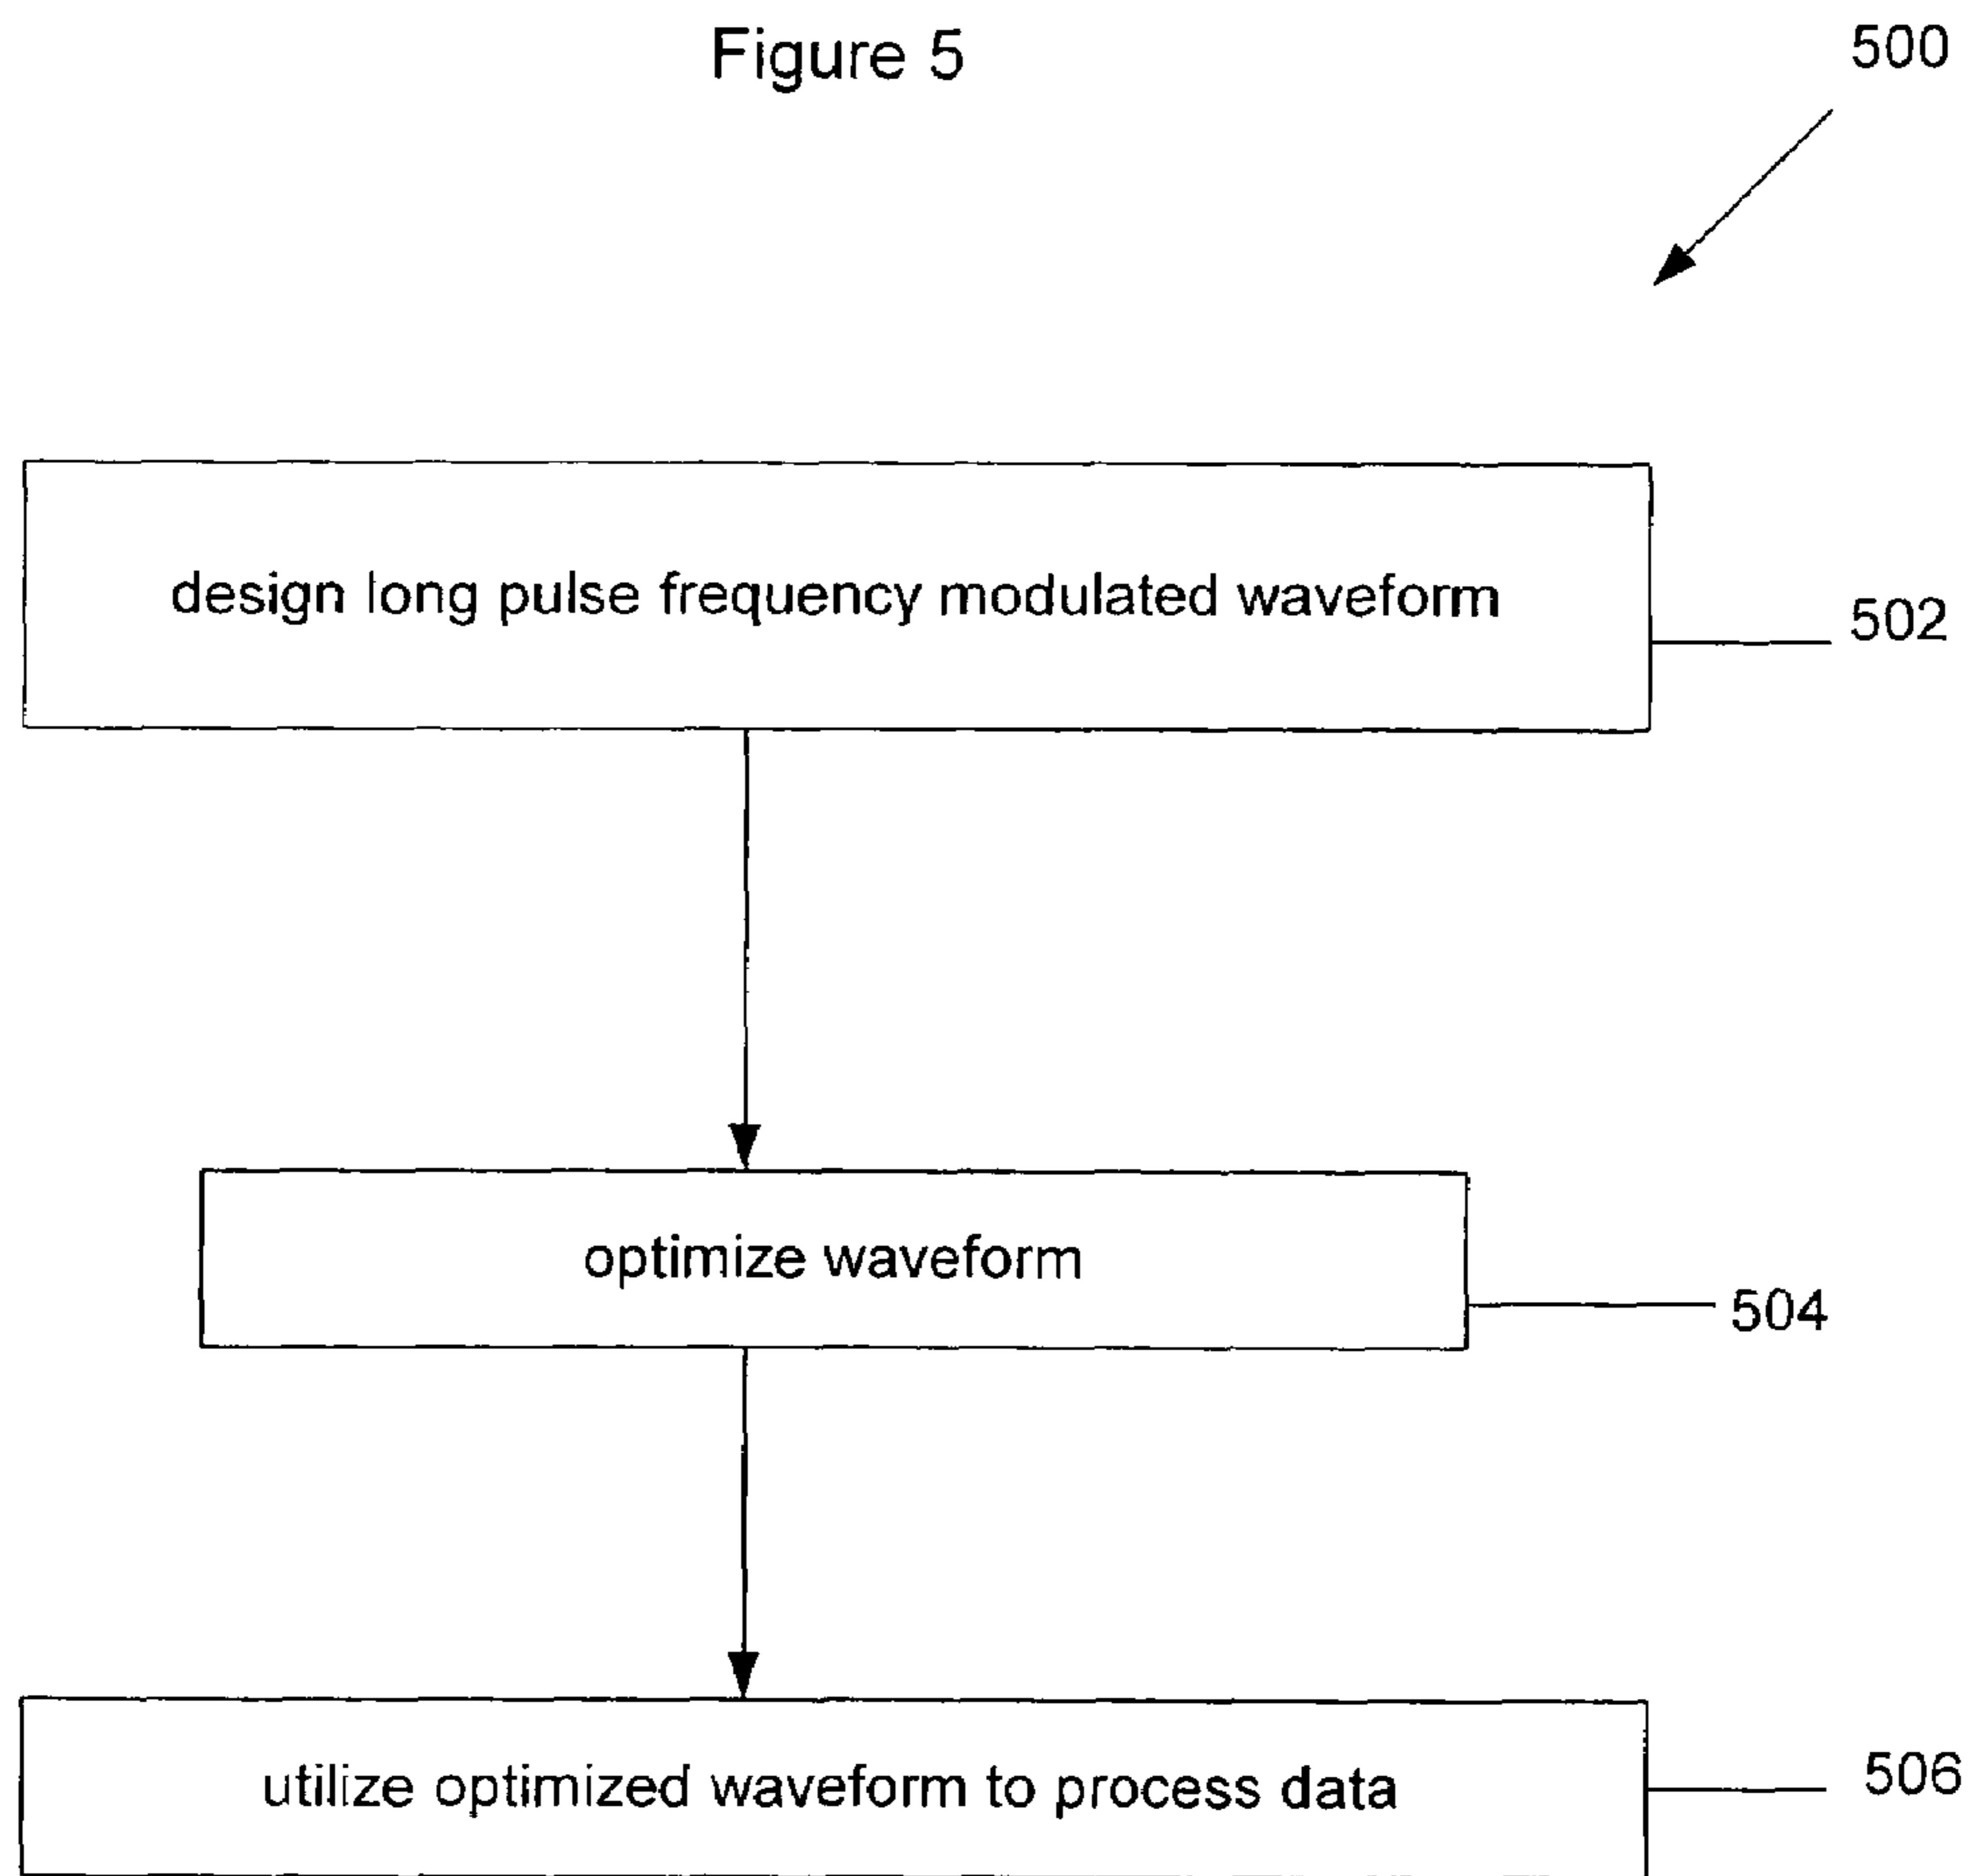 Figure 5
500
design long pulse frequency modulated waveform
502
optimize waveform
504
utilize optimized waveform to process data
506